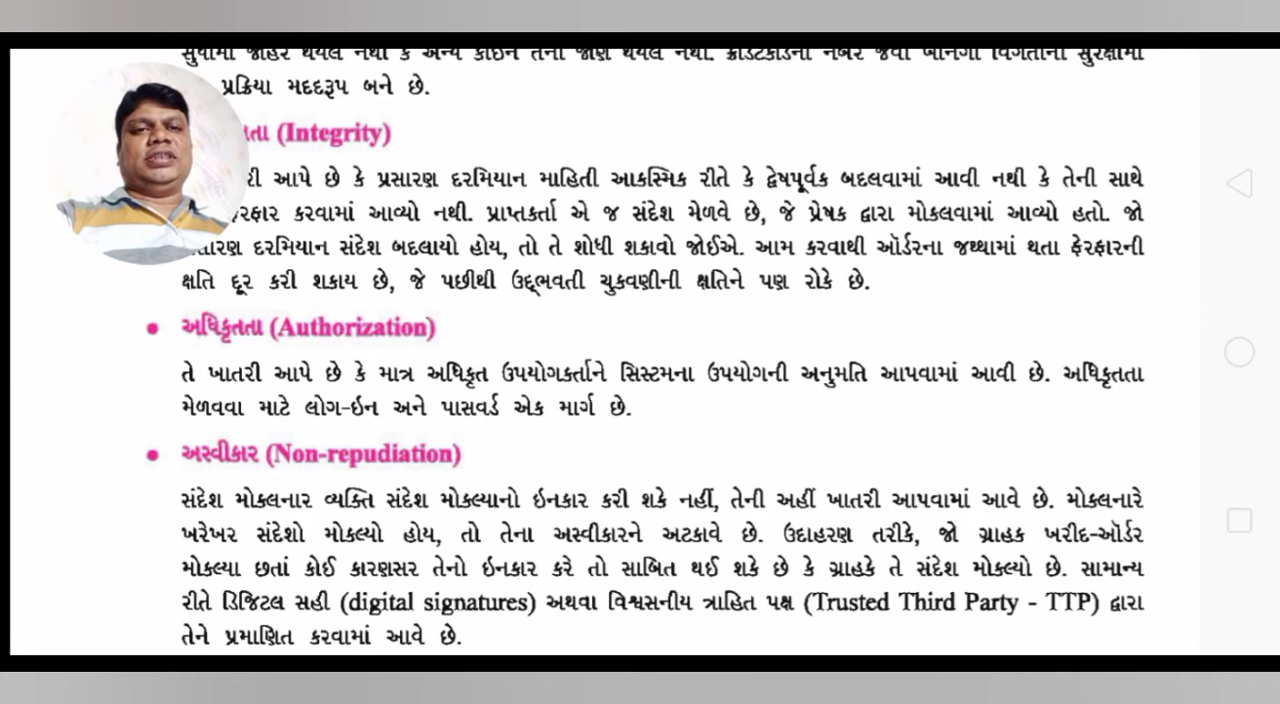 પ્રક્રિયા મદદરૂપ બને છે.
(Integrity)
આપે છે કે પ્રસારણ દરમિયાન માહિતી આકસ્મિક રીતે કે દ્વેષપૂર્વક બદલવામાં આવી નથી કે તેની સાથે
કરવામાં આવ્યો નથી. પ્રાપ્તકર્તા એ જ સંદેશ મેળવે છે, જે પ્રેષક દ્વારા મોકલવામાં આવ્યો હતો. જો
દરમિયાન સંદેશ બદલાયો હોય, તો તે શોધી શકાવો જોઈએ. આમ કરવાથી ઑર્ડરના જથ્થામાં થતા ફેરફારની
ક્ષતિ દૂર કરી શકાય છે, જે પછીથી ઉદ્ભવતી ચુકવણીની ક્ષતિને પણ રોકે છે.
• અધિકૃતતા (Authorization)
તે ખાતરી આપે છે કે માત્ર અધિકૃત ઉપયોગકર્તાને સિસ્ટમના ઉપયોગની અનુમતિ આપવામાં આવી છે. અધિકૃતતા
મેળવવા માટે લોગ-ઇન અને પાસવર્ડ એક માર્ગ છે.
• અસ્વીકાર (Non-repudiation)
સંદેશ મોકલનાર વ્યક્તિ સંદેશ મોકલ્યાનો ઇનકાર કરી શકે નહીં, તેની અહીં ખાતરી આપવામાં આવે છે. મોકલનારે
ખરેખર સંદેશો મોકલ્યો હોય, તો તેના અસ્વીકારને અટકાવે છે. ઉદાહરણ તરીકે, જો ગ્રાહક ખરીદ-ઑર્ડર
મોકલ્યા છતાં કોઈ કારણસર તેનો ઇનકાર કરે તો સાબિત થઈ શકે છે કે ગ્રાહકે તે સંદેશ મોકલ્યો છે. સામાન્ય
રીતે ડિજિટલ સહી (digital signatures) અથવા વિશ્વસનીય ત્રાહિત પક્ષ (Trusted Third Party - TTP) દ્વારા
તેને પ્રમાણિત કરવામાં આવે છે.